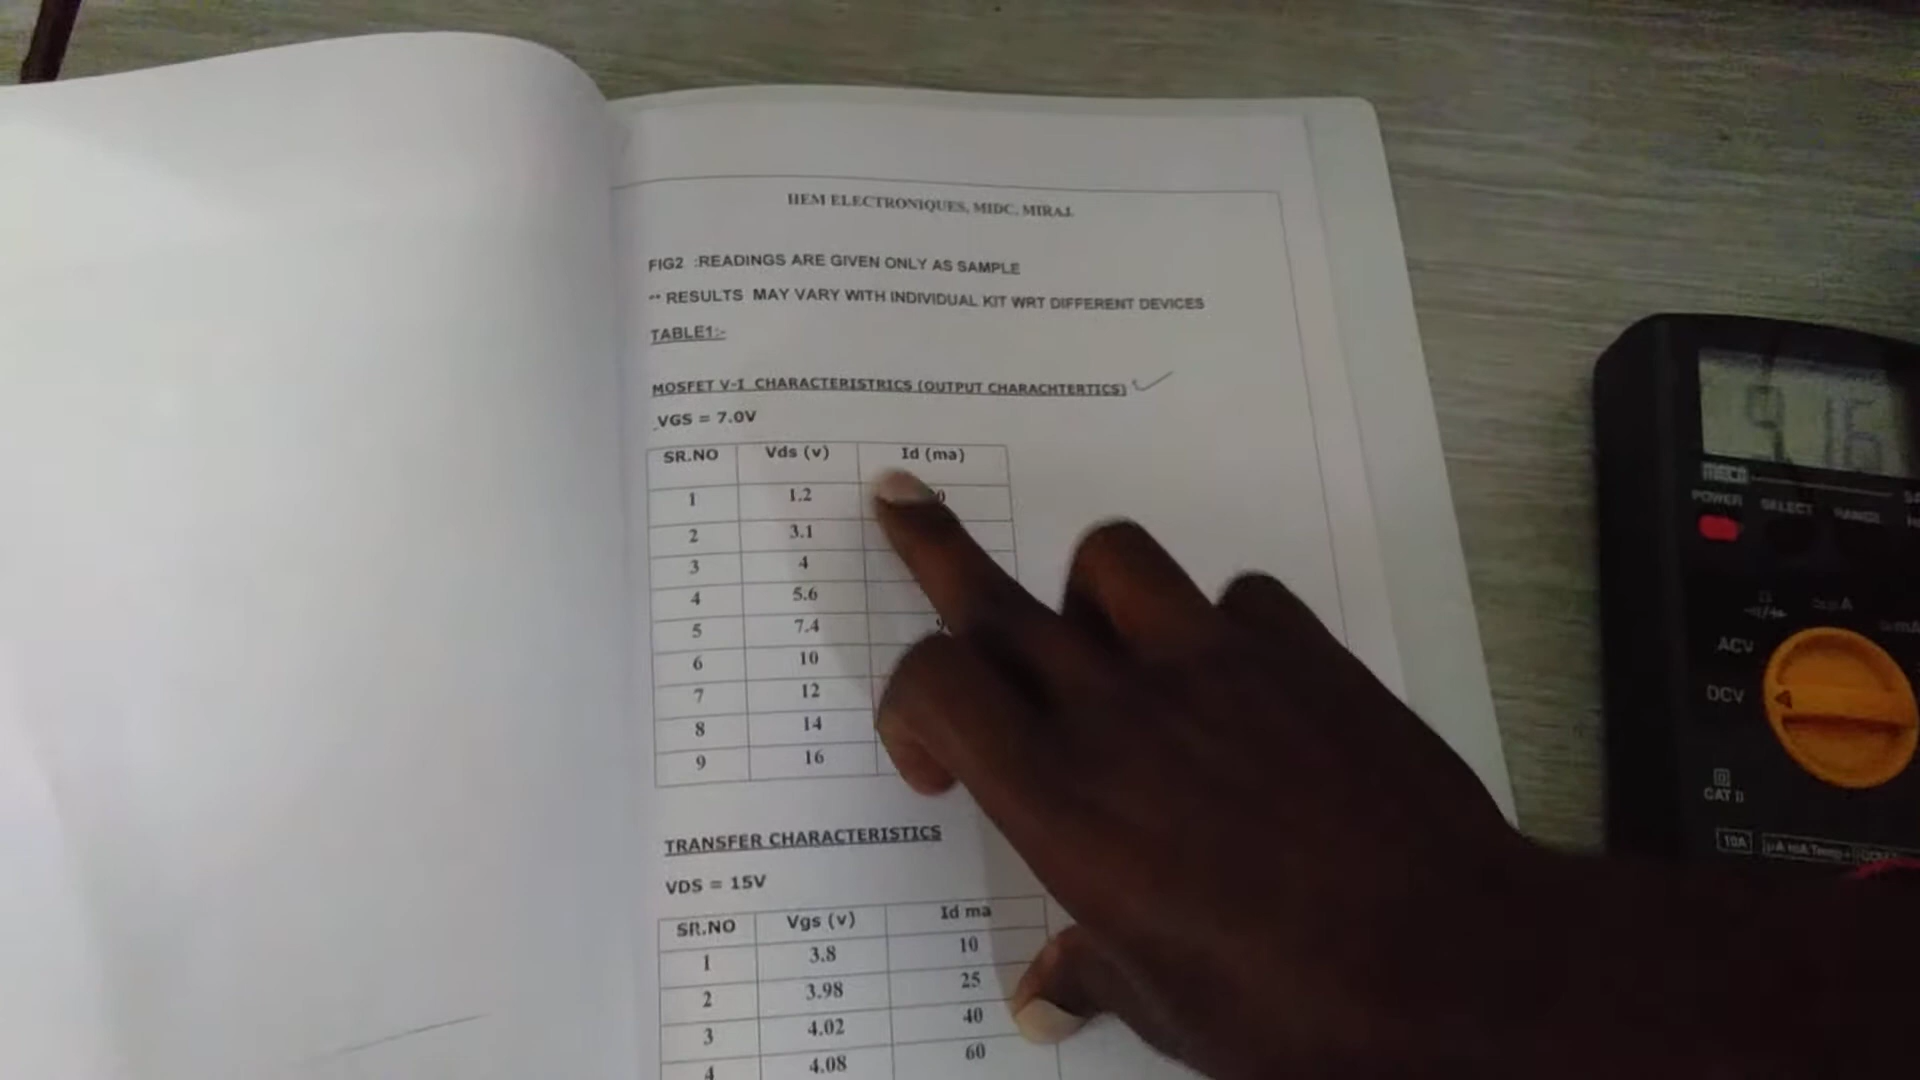 HEM ELECTRONIQUES, MIDC, MIRAJ.
FIG2 :READINGS ARE GIVEN ONLY AS SAMPLE
** RESULTS MAY VARY WITH INDIVIDUAL KIT WRT DIFFERENT DEVICES
TABLE1:-
MOSFET V-I CHARACTERISTRICS (OUTPUT CHARACHTERTICS)
VGS = 7.0V
SR.NO Vds (v) Id (ma)
1 1.2
2 3.1
3 4
4 5.6
5 7.4
6 10
7 12
8 14
9 16
TRANSFER CHARACTERISTICS
VDS = 15V
SR.NO Vgs (v) Id ma
1 3.8 10
2 3.98 25
3 4.02 40
4 4.08 60
9.16
POWER SELECT RANGE
ACV
DCV
CAT II
10A